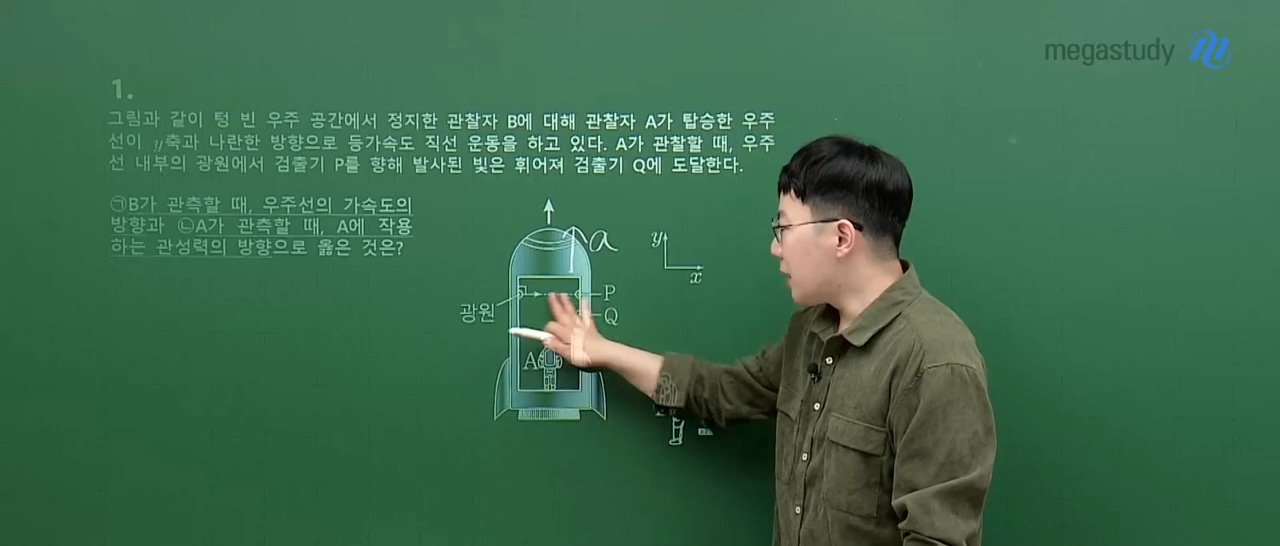 megastudy
1.
그림과 같이 텅 빈 우주 공간에서 정지한 관찰자 B에 대해 관찰자 A가 탑승한 우주
선이 y축과 나란한 방향으로 등가속도 직선 운동을 하고 있다. A가 관찰할 때, 우주
선 내부의 광원에서 검출기 P를 향해 발사된 빛은 휘어져 검출기 Q에 도달한다.
㉠B가 관측할 때, 우주선의 가속도의
방향과 ㉡A가 관측할 때, A에 작용
하는 관성력의 방향으로 옳은 것은?
a
y
x
광원
P
Q
A